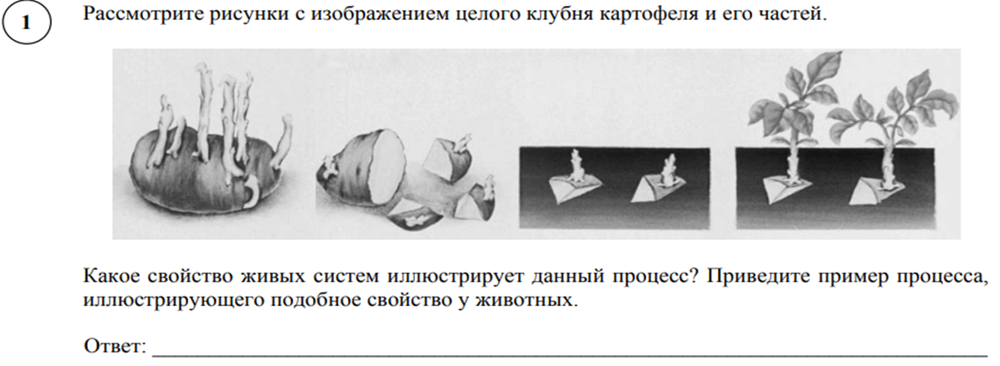 1
Рассмотрите рисунки с изображением целого клубня картофеля и его частей.
Какое свойство живых систем иллюстрирует данный процесс? Приведите пример процесса,
иллюстрирующего подобное свойство у животных.
Ответ: